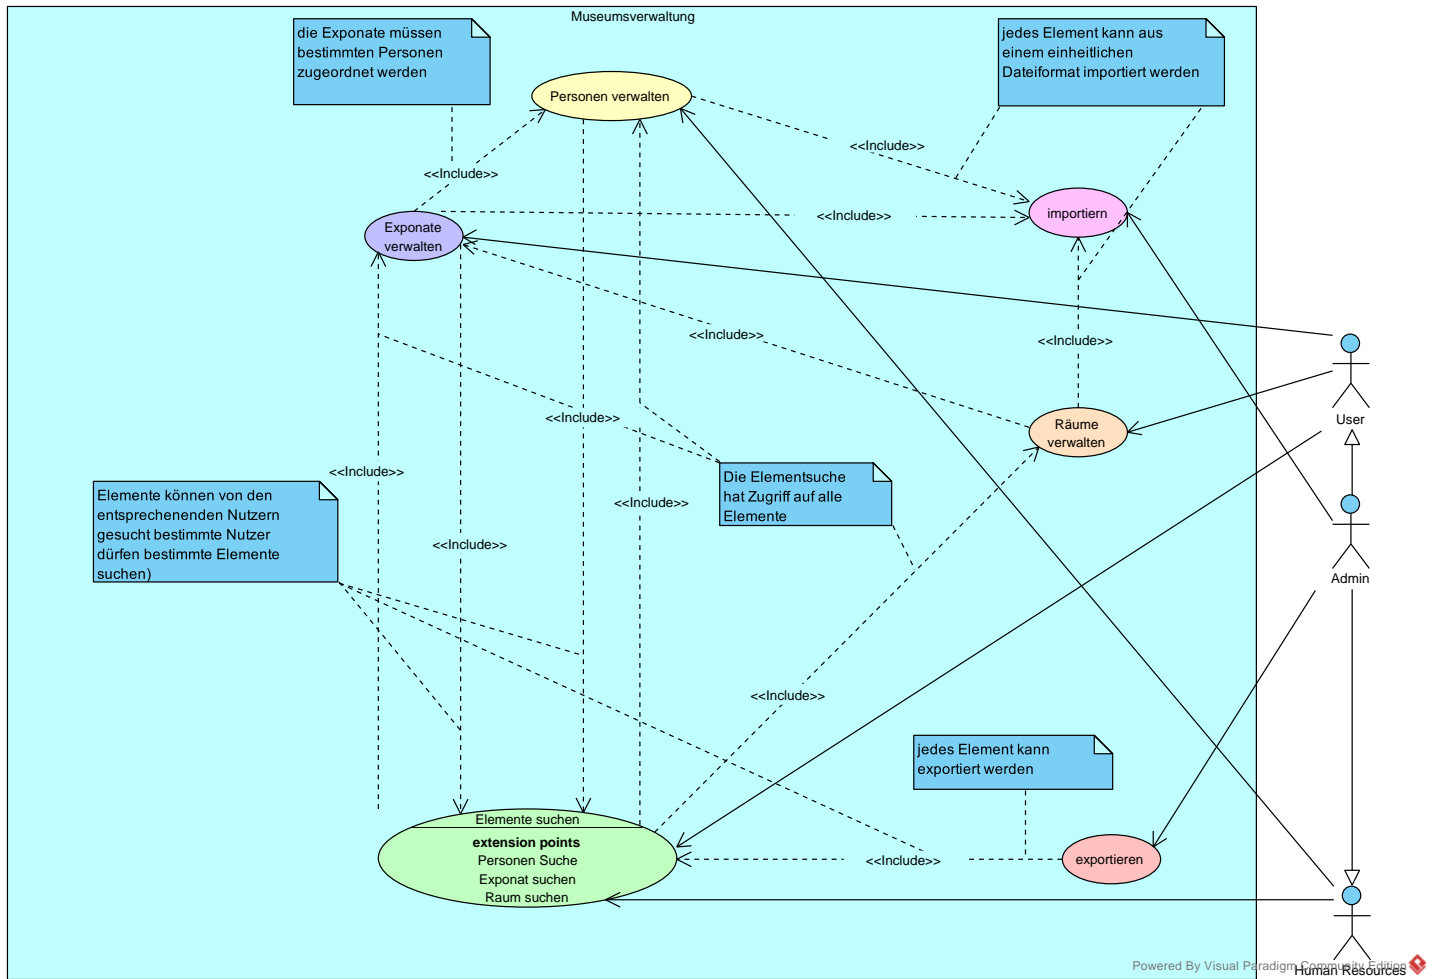 Museumsverwaltung
die Exponate müssen
bestimmten Personen
zugeordnet werden
jedes Element kann aus
einem einheitlichen
Dateiformat importiert werden
Personen verwalten
<<Include>>
<<Include>>
importieren
<<Include>>
Exponate
verwalten
<<Include>>
<<Include>>
User
<<Include>>
Räume
verwalten
<<Include>>
Die Elementsuche
hat Zugriff auf alle
Elemente
Elemente können von den
entsprechenenden Nutzern
gesucht bestimmte Nutzer
dürfen bestimmte Elemente
suchen)
<<Include>>
<<Include>>
Admin
<<Include>>
jedes Element kann
exportiert werden
Elemente suchen
extension points
Personen Suche
Exponat suchen
Raum suchen
<<Include>>
exportieren
Powered By Visual Paradigm Community Edition
Human Resources